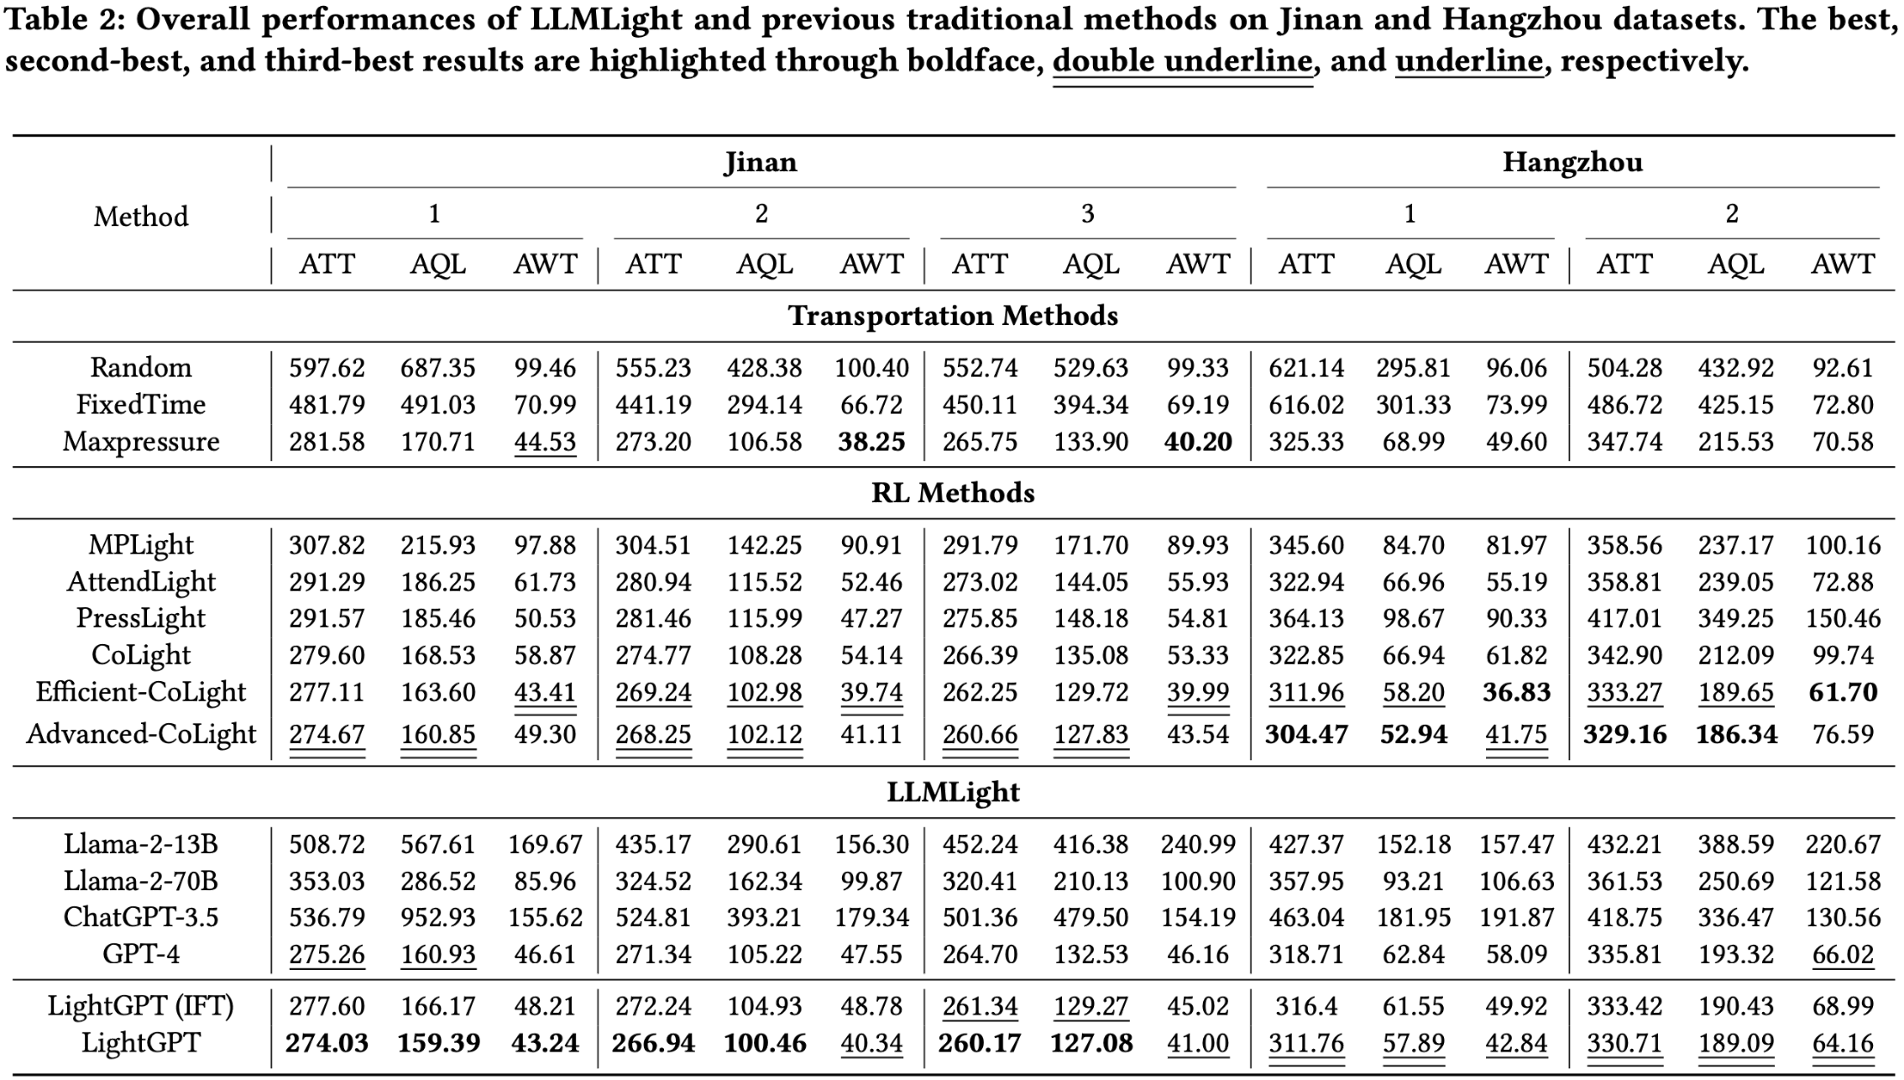 Table 2: Overall performances of LLMLight and previous traditional methods on Jinan and Hangzhou datasets. The best,
second-best, and third-best results are highlighted through boldface, double underline, and underline, respectively.
Method Jinan Hangzhou
1 2 3 1 2
ATT AQL AWT ATT AQL AWT ATT AQL AWT ATT AQL AWT ATT AQL AWT
Transportation Methods
Random 597.62 687.35 99.46 555.23 428.38 100.40 552.74 529.63 99.33 621.14 295.81 96.06 504.28 432.92 92.61
FixedTime 481.79 491.03 70.99 441.19 294.14 66.72 450.11 394.34 69.19 616.02 301.33 73.99 486.72 425.15 72.80
Maxpressure 281.58 170.71 44.53 273.20 106.58 38.25 265.75 133.90 40.20 325.33 68.99 49.60 347.74 215.53 70.58
RL Methods
MPLight 307.82 215.93 97.88 304.51 142.25 90.91 291.79 171.70 89.93 345.60 84.70 81.97 358.56 237.17 100.16
AttendLight 291.29 186.25 61.73 280.94 115.52 52.46 273.02 144.05 55.93 322.94 66.96 55.19 358.81 239.05 72.88
PressLight 291.57 185.46 50.53 281.46 115.99 47.27 275.85 148.18 54.81 364.13 98.67 90.33 417.01 349.25 150.46
CoLight 279.60 168.53 58.87 274.77 108.28 54.14 266.39 135.08 53.33 322.85 66.94 61.82 342.90 212.09 99.74
Efficient-CoLight 277.11 163.60 43.41 269.24 102.98 39.74 262.25 129.72 39.99 311.96 58.20 36.83 333.27 189.65 61.70
Advanced-CoLight 274.67 160.85 49.30 268.25 102.12 41.11 260.66 127.83 43.54 304.47 52.94 41.75 329.16 186.34 76.59
LLMLight
Llama-2-13B 508.72 567.61 169.67 435.17 290.61 156.30 452.24 416.38 240.99 427.37 152.18 157.47 432.21 388.59 220.67
Llama-2-70B 353.03 286.52 85.96 324.52 162.34 99.87 320.41 210.13 100.90 357.95 93.21 106.63 361.53 250.69 121.58
ChatGPT-3.5 536.79 952.93 155.62 524.81 393.21 179.34 501.36 479.50 154.19 463.04 181.95 191.87 418.75 336.47 130.56
GPT-4 275.26 160.93 46.61 271.34 105.22 47.55 264.70 132.53 46.16 318.71 62.84 58.09 335.81 193.32 66.02
LightGPT (IFT) 277.60 166.17 48.21 272.24 104.93 48.78 261.34 129.27 45.02 316.4 61.55 49.92 333.42 190.43 68.99
LightGPT 274.03 159.39 43.24 266.94 100.46 40.34 260.17 127.08 41.00 311.76 57.89 42.84 330.71 189.09 64.16